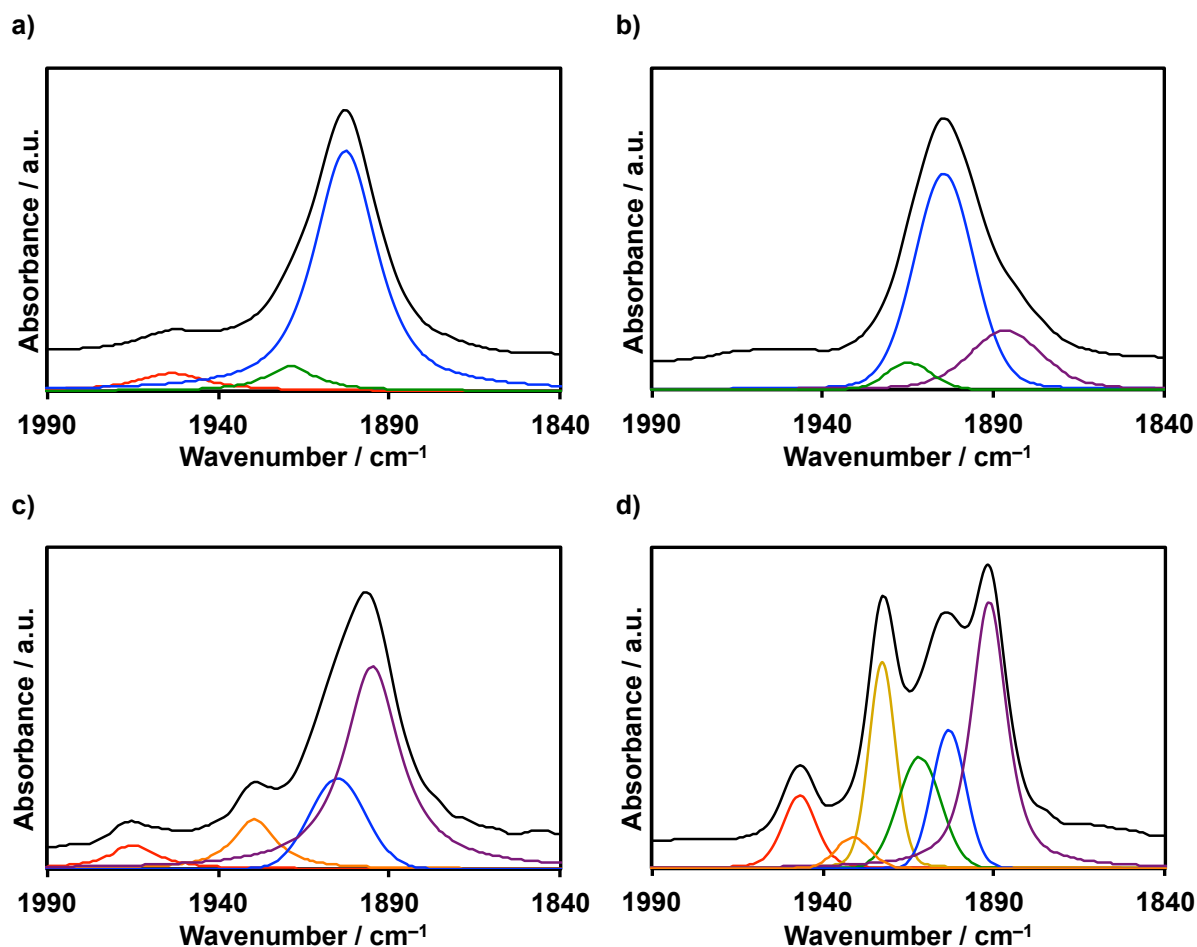 a)
Absorbance / a.u.
1990 1940 1890 1840
Wavenumber / cm⁻¹
b)
Absorbance / a.u.
1990 1940 1890 1840
Wavenumber / cm⁻¹
c)
Absorbance / a.u.
1990 1940 1890 1840
Wavenumber / cm⁻¹
d)
Absorbance / a.u.
1990 1940 1890 1840
Wavenumber / cm⁻¹